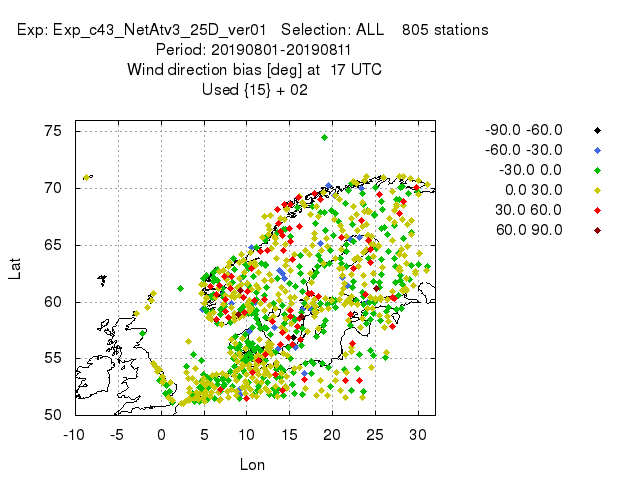 Exp: Exp_c43_NetAtv3_25D_ver01 Selection: ALL 805 stations
Period: 20190801-20190811
Wind direction bias [deg] at 17 UTC
Used {15} + 02
-90.0 -60.0
-60.0 -30.0
-30.0 0.0
0.0 30.0
30.0 60.0
60.0 90.0
75
70
65
60
55
50
Lat
-10 -5 0 5 10 15 20 25 30
Lon